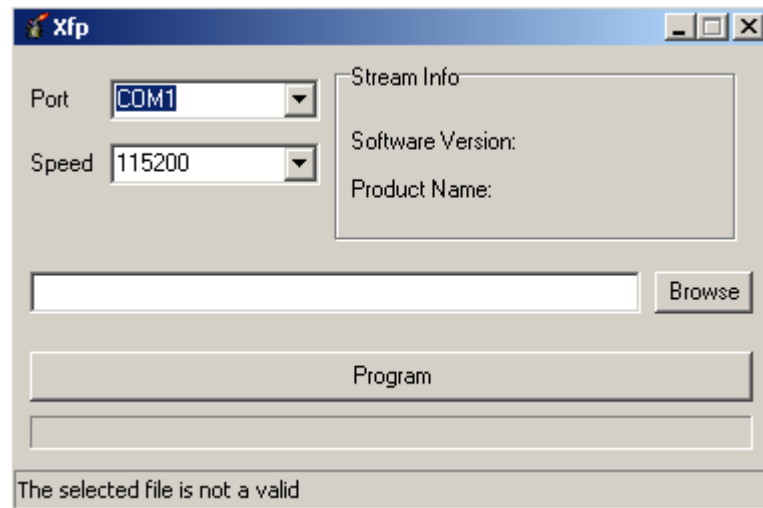 Xfp
Port COM1
Speed 115200
Stream Info
Software Version:
Product Name:
Browse
Program
The selected file is not a valid